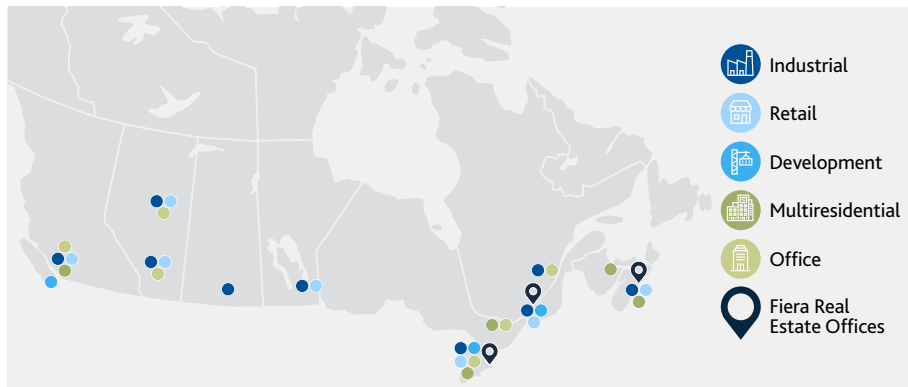 Industrial
Retail
Development
Multiresidential
Office
Fiera Real
Estate Offices